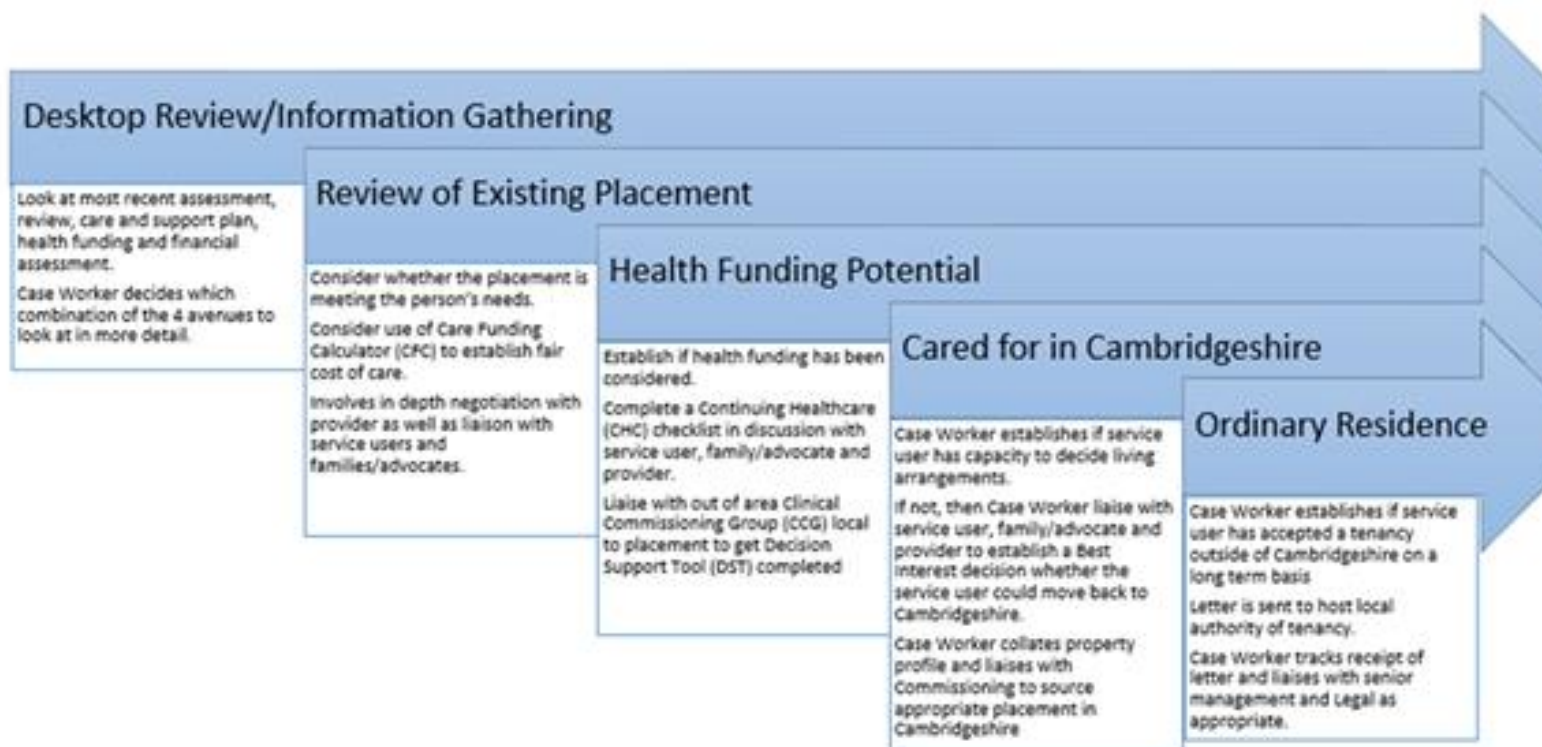 Desktop Review/Information Gathering
Look at most recent assessment,
review, care and support plan,
health funding and financial
assessment.
Case Worker decides which
combination of the 4 avenues to
look at in more detail.
Review of Existing Placement
Consider whether the placement is
meeting the person's needs.
Consider use of Care Funding
Calculator (CFC) to establish fair
cost of care.
Involves in depth negotiation with
provider as well as liaison with
service users and
families/advocates.
Health Funding Potential
Establish if health funding has been
considered.
Complete a Continuing Healthcare
(CHC) checklist in discussion with
service user, family/advocate and
provider.
Liaise with out of area Clinical
Commissioning Group (CCG) local
to placement to get Decision
Support Tool (DST) completed
Cared for in Cambridgeshire
Case Worker establishes if service
user has capacity to decide living
arrangements.
If not, then Case Worker liaise with
service user, family/advocate and
provider to establish a Best
Interest decision whether the
service user could move back to
Cambridgeshire.
Case Worker collates property
profile and liaises with
Commissioning to source
appropriate placement in
Cambridgeshire
Ordinary Residence
Case Worker establishes if service
user has accepted a tenancy
outside of Cambridgeshire on a
long term basis
Letter is sent to host local
authority of tenancy.
Case Worker tracks receipt of
letter and liaises with senior
management and Legal as
appropriate.